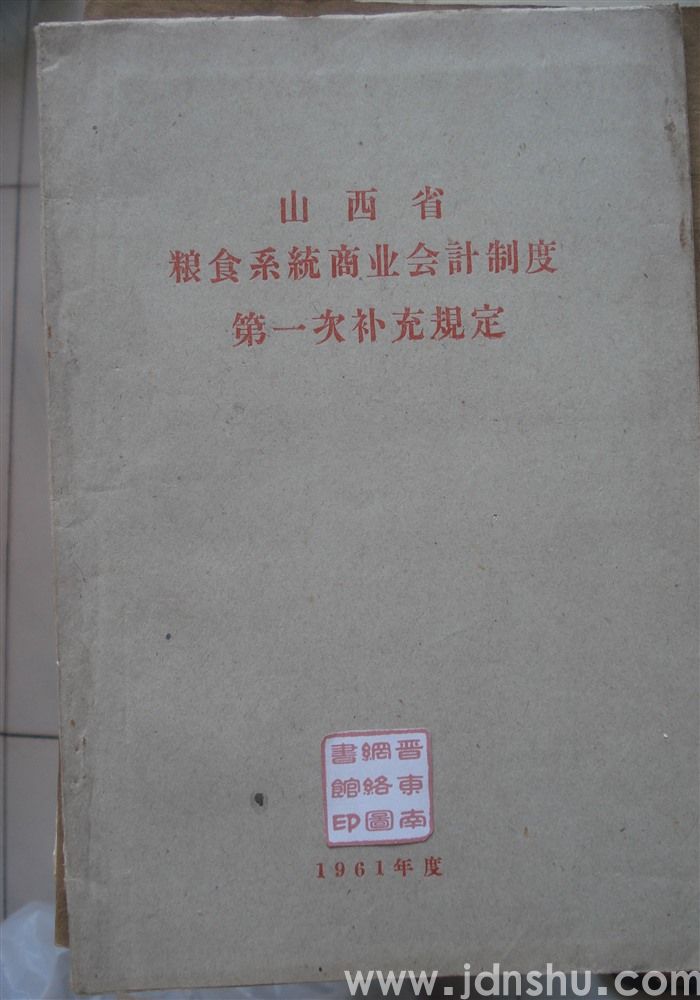 山西省
粮食系統商业会計制度
第一次补充規定
晋東南
網絡圖
書館印
1961年度
www.jdnshu.com